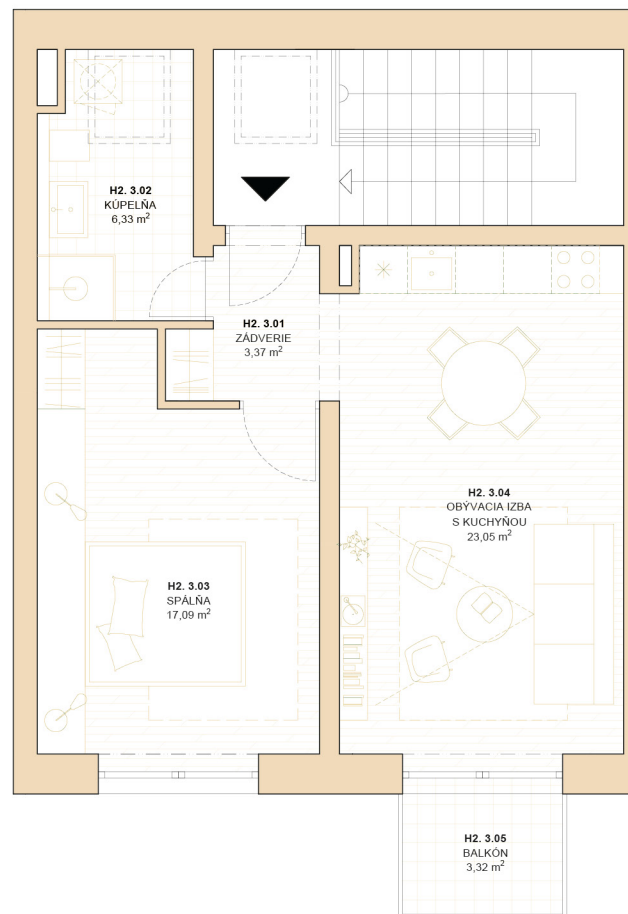 H2. 3.02
KÚPEĽŇA
6,33 m²
H2. 3.01
ZÁDVERIE
3,37 m²
H2. 3.04
OBÝVACIA IZBA
S KUCHYŇOU
23,05 m²
H2. 3.03
SPÁLŇA
17,09 m²
H2. 3.05
BALKÓN
3,32 m²